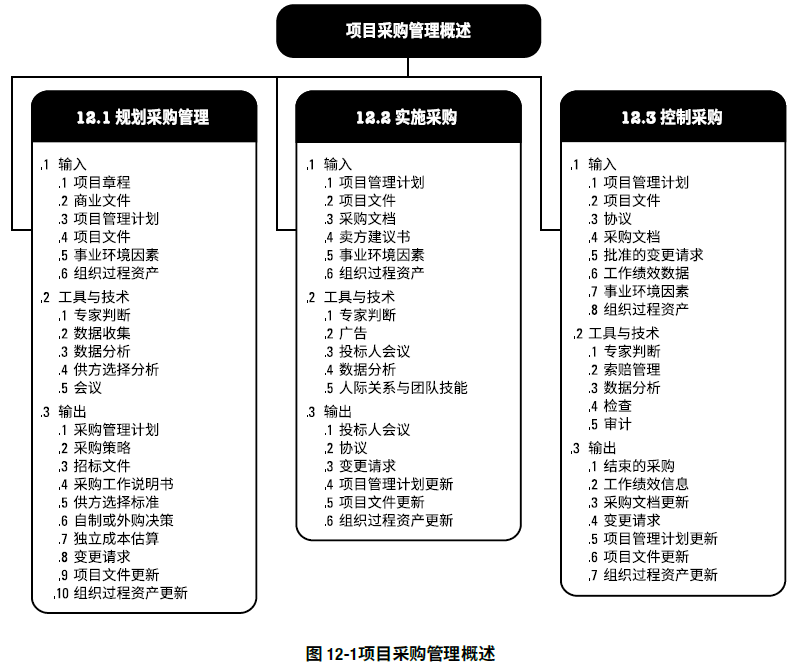 项目采购管理概述
12.1 规划采购管理
.1 输入
.1 项目章程
.2 商业文件
.3 项目管理计划
.4 项目文件
.5 事业环境因素
.6 组织过程资产
.2 工具与技术
.1 专家判断
.2 数据收集
.3 数据分析
.4 供方选择分析
.5 会议
.3 输出
.1 采购管理计划
.2 采购策略
.3 招标文件
.4 采购工作说明书
.5 供方选择标准
.6 自制或外购决策
.7 独立成本估算
.8 变更请求
.9 项目文件更新
.10 组织过程资产更新
12.2 实施采购
.1 输入
.1 项目管理计划
.2 项目文件
.3 采购文档
.4 卖方建议书
.5 事业环境因素
.6 组织过程资产
.2 工具与技术
.1 专家判断
.2 广告
.3 投标人会议
.4 数据分析
.5 人际关系与团队技能
.3 输出
.1 投标人会议
.2 协议
.3 变更请求
.4 项目管理计划更新
.5 项目文件更新
.6 组织过程资产更新
12.3 控制采购
.1 输入
.1 项目管理计划
.2 项目文件
.3 协议
.4 采购文档
.5 批准的变更请求
.6 工作绩效数据
.7 事业环境因素
.8 组织过程资产
.2 工具与技术
.1 专家判断
.2 索赔管理
.3 数据分析
.4 检查
.5 审计
.3 输出
.1 结束的采购
.2 工作绩效信息
.3 采购文档更新
.4 变更请求
.5 项目管理计划更新
.6 项目文件更新
.7 组织过程资产更新
图 12-1项目采购管理概述